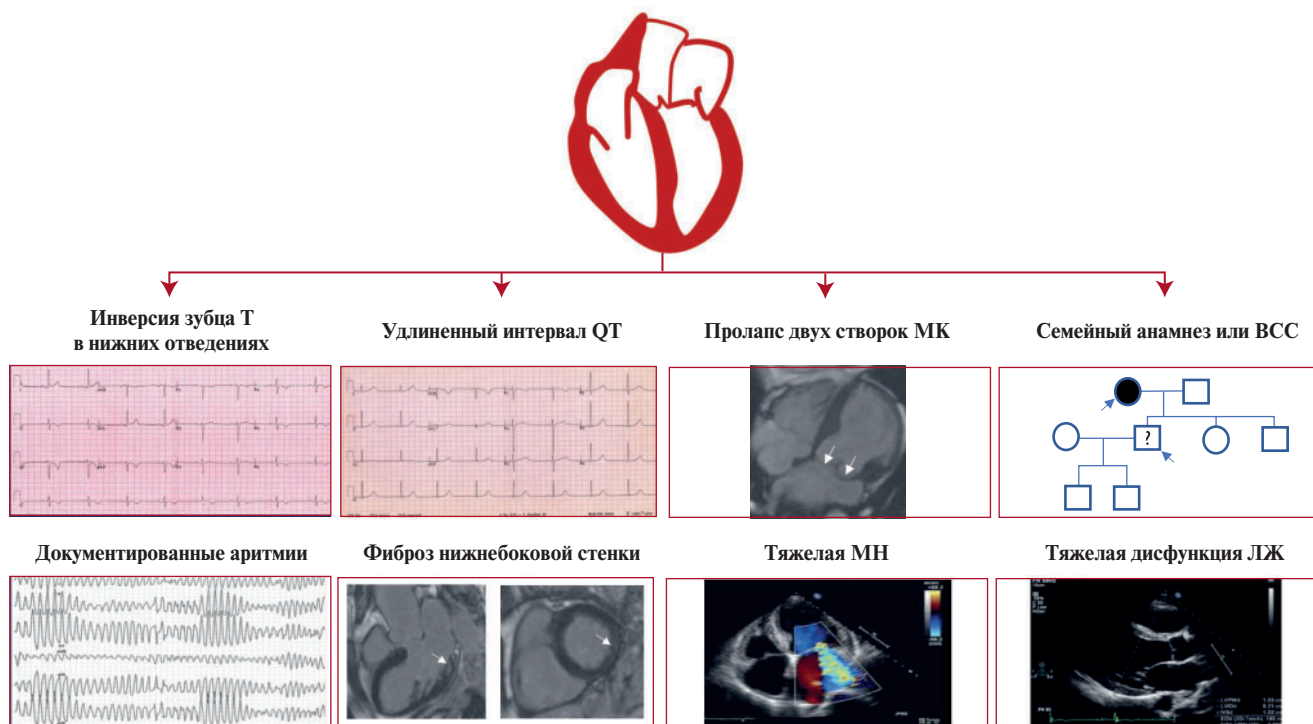 Инверсия зубца Т
в нижних отведениях
Удлиненный интервал QT
Пролапс двух створок МК
Семейный анамнез или ВСС
?
Документированные аритмии
Фиброз нижнебоковой стенки
Тяжелая МН
Тяжелая дисфункция ЛЖ